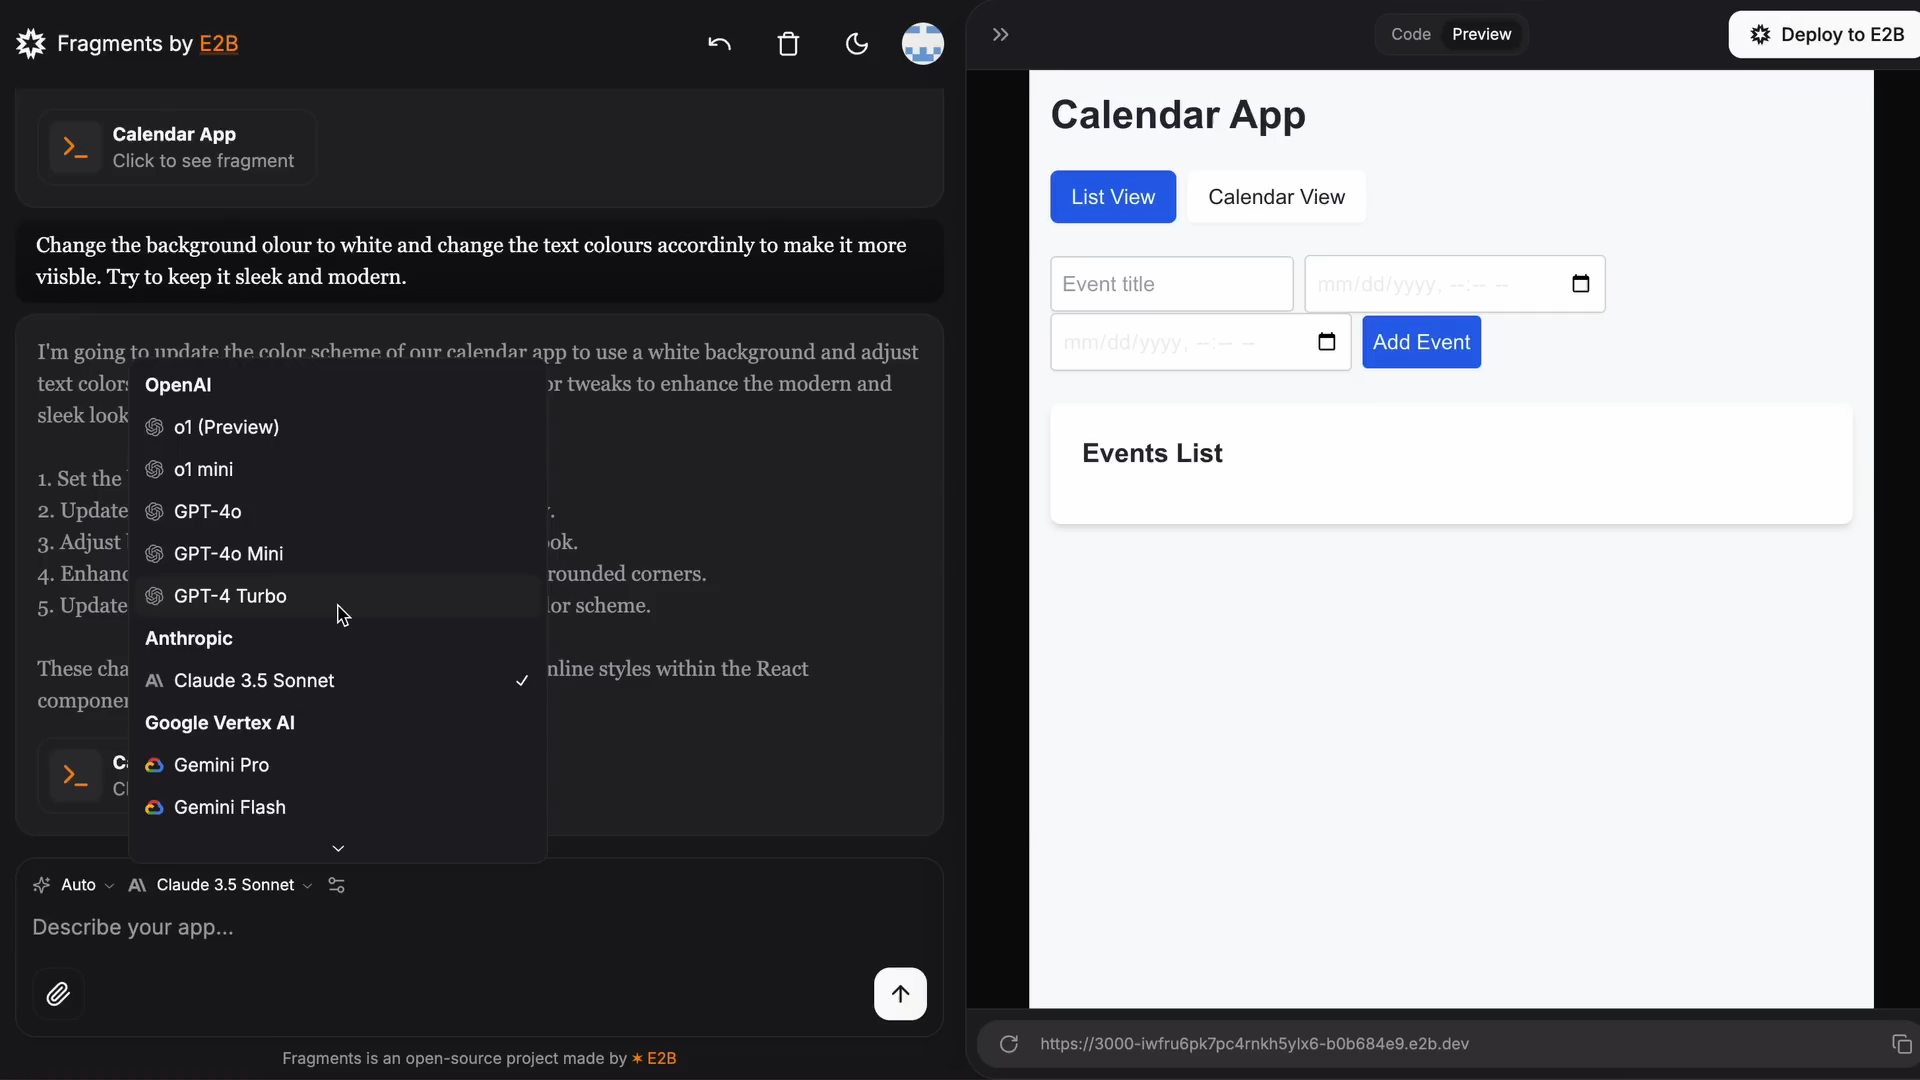 Fragments by E2B
Calendar App
Click to see fragment
Change the background olour to white and change the text colours accordinly to make it more
viisble. Try to keep it sleek and modern.
I'm going to update the color scheme of our calendar app to use a white background and adjust
text colors
or tweaks to enhance the modern and
sleek look
1. Set the
2. Update
3. Adjust
ok.
4. Enhanc
rounded corners.
5. Update
lor scheme.
These cha
nline styles within the React
componen
OpenAI
o1 (Preview)
o1 mini
GPT-4o
GPT-4o Mini
GPT-4 Turbo
Anthropic
Claude 3.5 Sonnet
Google Vertex AI
Gemini Pro
Gemini Flash
Auto
Claude 3.5 Sonnet
Describe your app...
Fragments is an open-source project made by ✶ E2B
Code
Preview
Deploy to E2B
Calendar App
List View
Calendar View
Event title
mm/dd/yyyy, --:-- --
mm/dd/yyyy, --:-- --
Add Event
Events List
https://3000-iwfru6pk7pc4rnkh5ylx6-b0b684e9.e2b.dev